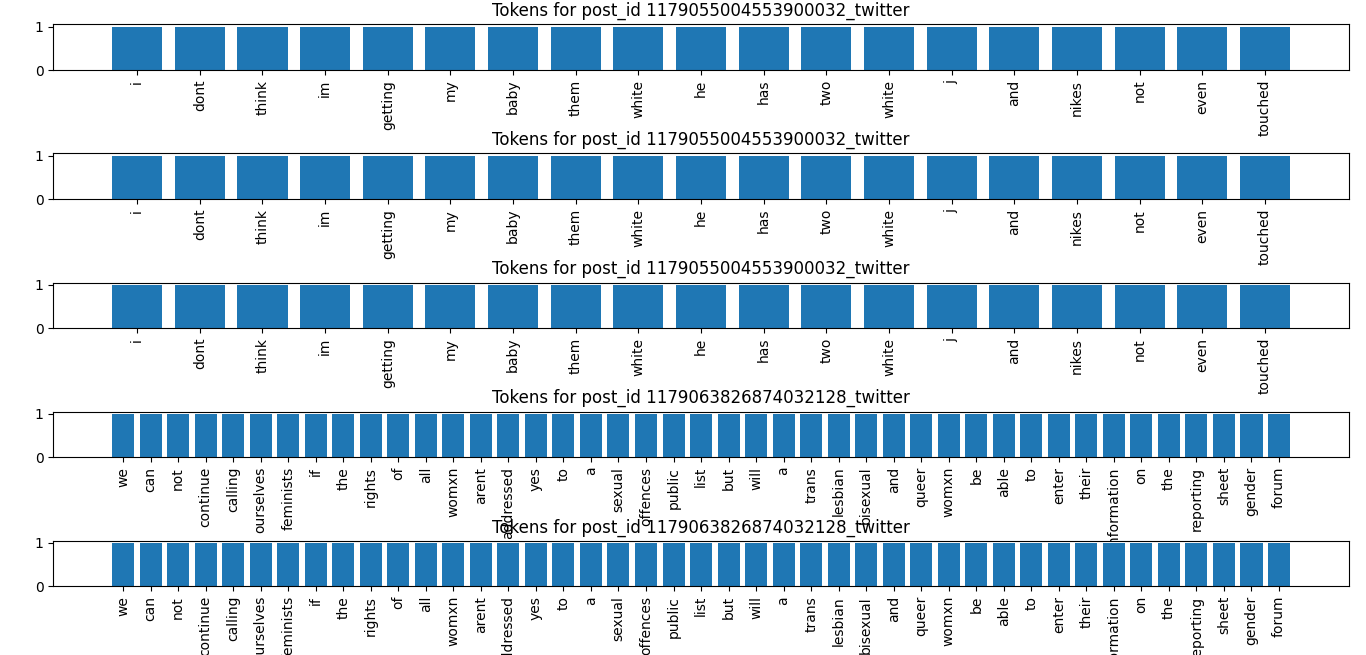 Tokens for post_id 1179055004553900032_twitter
1
0
i dont think im getting my baby them white he has two white j and nikes not even touched
Tokens for post_id 1179055004553900032_twitter
1
0
i dont think im getting my baby them white he has two white j and nikes not even touched
Tokens for post_id 1179055004553900032_twitter
1
0
i dont think im getting my baby them white he has two white j and nikes not even touched
Tokens for post_id 1179063826874032128_twitter
1
0
we can not continue calling ourselves feminists if the rights of all womxn arent addressed yes to a sexual offences public list but will a trans lesbian bisexual and queer womxn be able to enter their nformation on the reporting sheet gender forum
Tokens for post_id 1179063826874032128_twitter
1
0
we can not continue calling urselves eminists if the rights of all womxn arent ldressed yes to a sexual offences public list but will a trans lesbian bisexual and queer womxn be able to enter their ormation on the eporting sheet gender forum